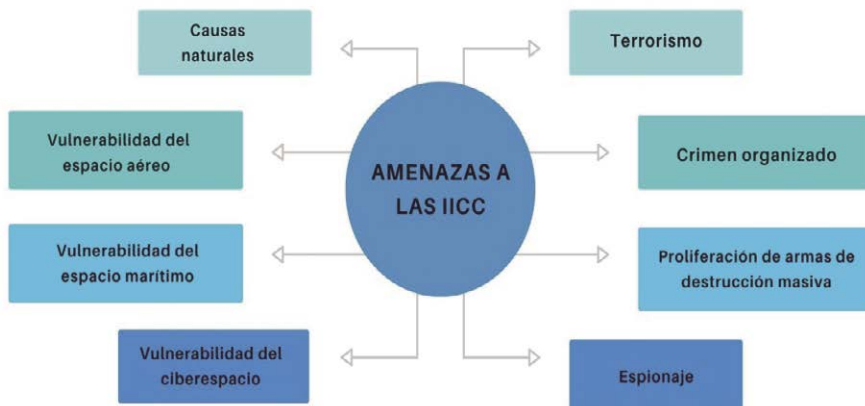 Causas
naturales
Terrorismo
Vulnerabilidad del
espacio aéreo
Crimen organizado
AMENAZAS A
LAS IICC
Vulnerabilidad del
espacio marítimo
Proliferación de armas de
destrucción masiva
Vulnerabilidad del
ciberespacio
Espionaje